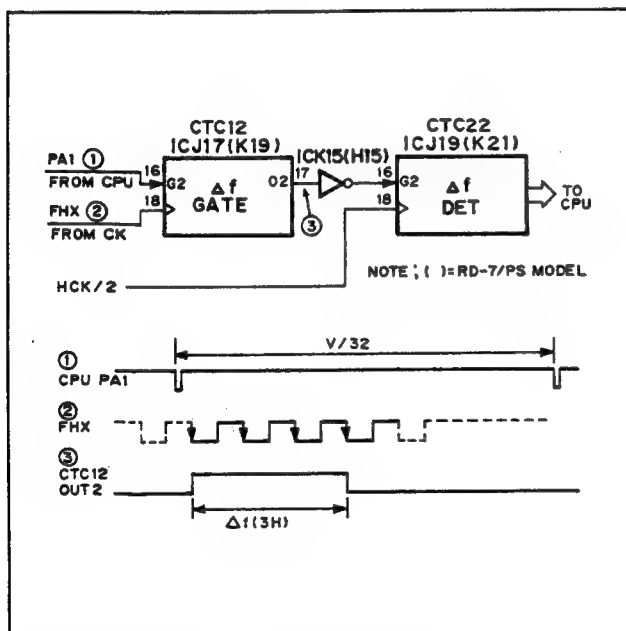 CTC12
ICJ17(K19)
CTC22
ICJ19(K21)
ICK15(H15)
PA1 ①
FROM CPU
FHX ②
FROM CK
16
G2
18
Δf
GATE
O2
17
③
16
G2
18
Δf
DET
TO
CPU
HCK/2
NOTE; ( )=RD-7/PS MODEL
V/32
①
CPU PA1
②
FHX
③
CTC12
OUT2
Δf(3H)